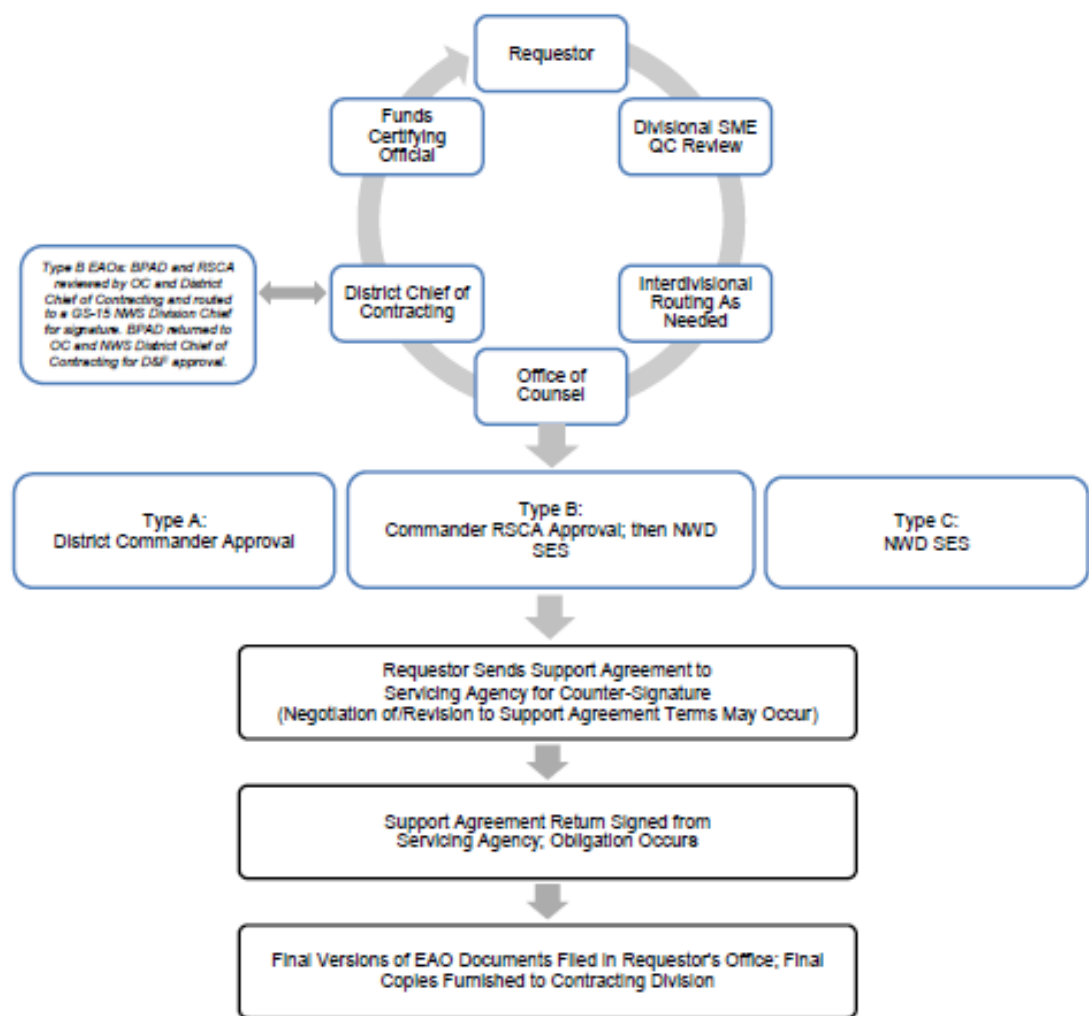 Requestor
Divisional SME
QC Review
Interdivisional
Routing As
Needed
Office of
Counsel
District Chief of
Contracting
Funds
Certifying
Official
Type B EAOs: BPAD and RSCA
reviewed by OC and District
Chief of Contracting and routed
to a GS-15 NWS Division Chief
for signature. BPAD returned to
OC and NWS District Chief of
Contracting for D&F approval.
Type A:
District Commander Approval
Type B:
Commander RSCA Approval; then NWD
SES
Type C:
NWD SES
Requestor Sends Support Agreement to
Servicing Agency for Counter-Signature
(Negotiation of/Revision to Support Agreement Terms May Occur)
Support Agreement Return Signed from
Servicing Agency; Obligation Occurs
Final Versions of EAO Documents Filed in Requestor's Office; Final
Copies Furnished to Contracting Division